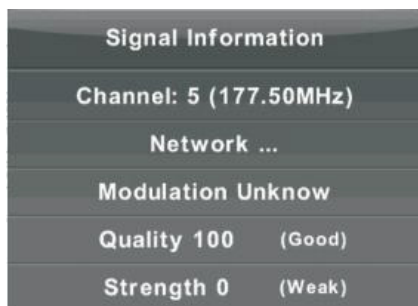 Signal Information
Channel: 5 (177.50MHz)
Network ...
Modulation Unknow
Quality 100 (Good)
Strength 0 (Weak)